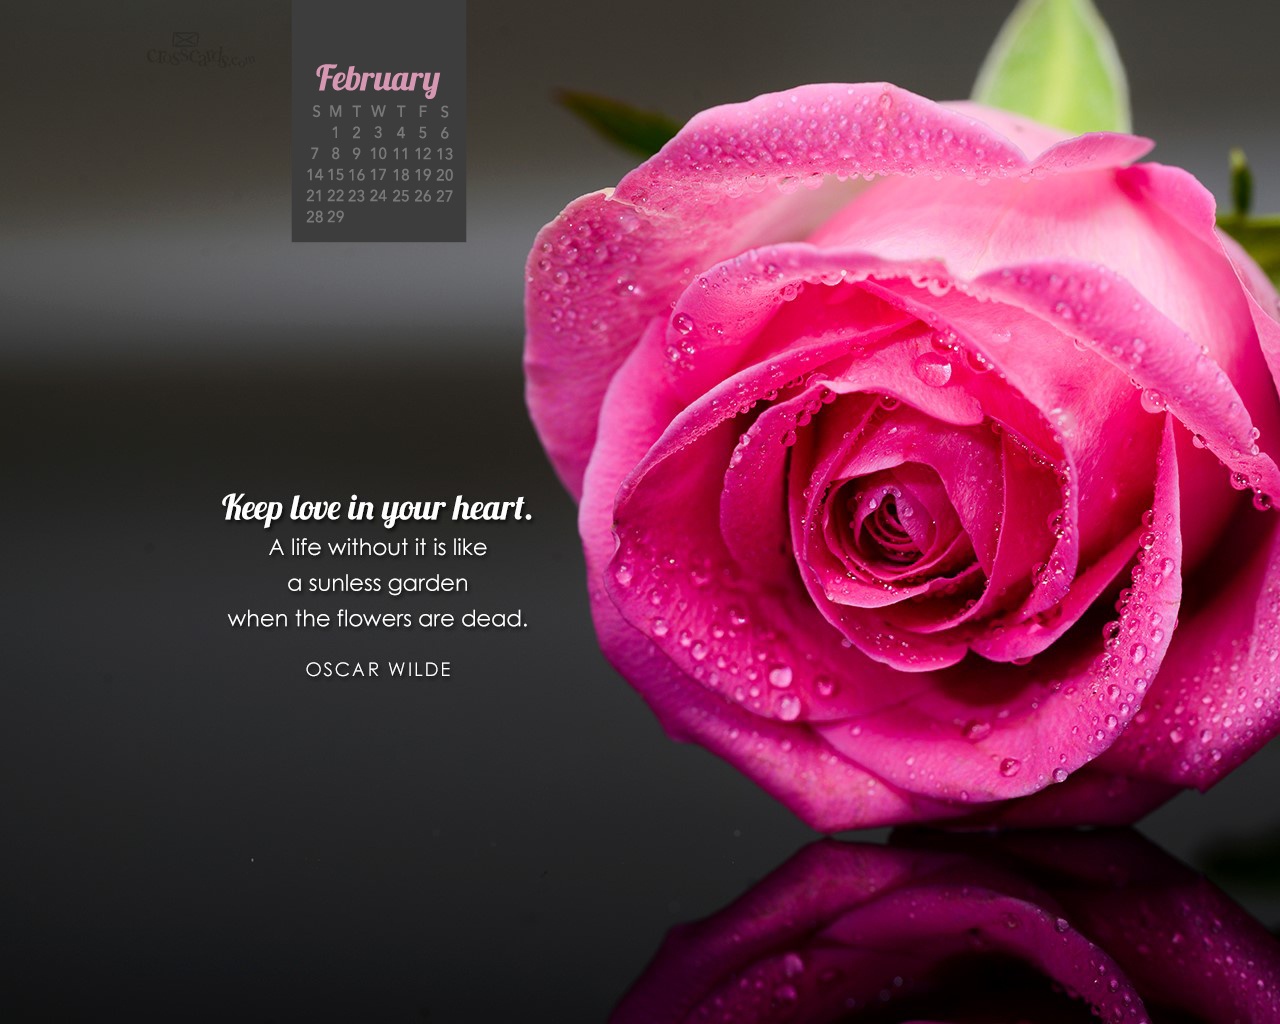 crosscards.com
February
S M T W T F S
1 2 3 4 5 6
7 8 9 10 11 12 13
14 15 16 17 18 19 20
21 22 23 24 25 26 27
28 29
Keep love in your heart.
A life without it is like
a sunless garden
when the flowers are dead.
OSCAR WILDE